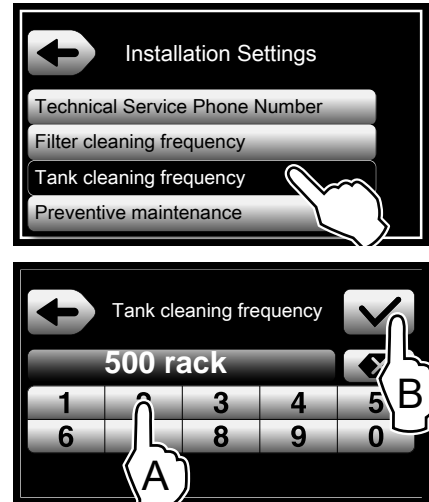 Installation Settings
Technical Service Phone Number
Filter cleaning frequency
Tank cleaning frequency
Preventive maintenance
Tank cleaning frequency
500 rack
1 2 3 4 5
B
6 8 9 0
A